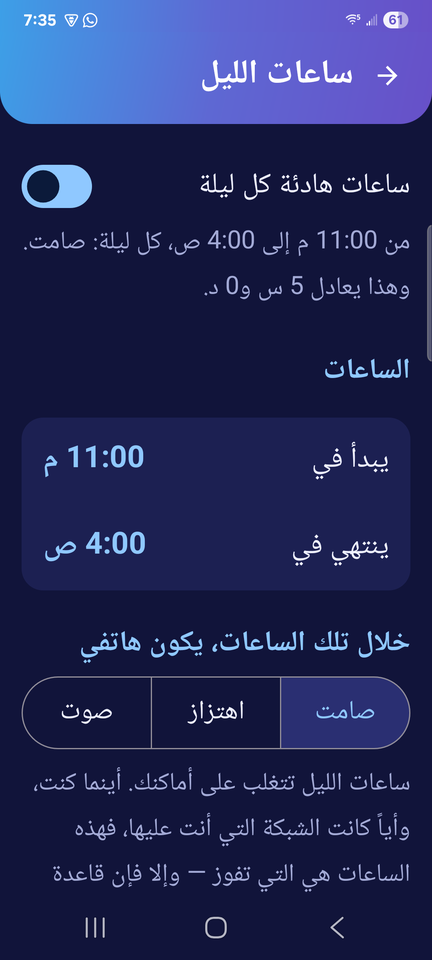 7:35
5
61
ساعات الليل
ساعات هادئة كل ليلة
من 11:00 م إلى 4:00 ص، كل ليلة: صامت.
وهذا يعادل 5 س و0 د.
الساعات
يبدأ في 11:00 م
ينتهي في 4:00 ص
خلال تلك الساعات، يكون هاتفي
صامت اهتزاز صوت
ساعات الليل تتغلب على أماكنك. أينما كنت،
وأياً كانت الشبكة التي أنت عليها، فهذه
الساعات هي التي تفوز – وإلا فإن قاعدة